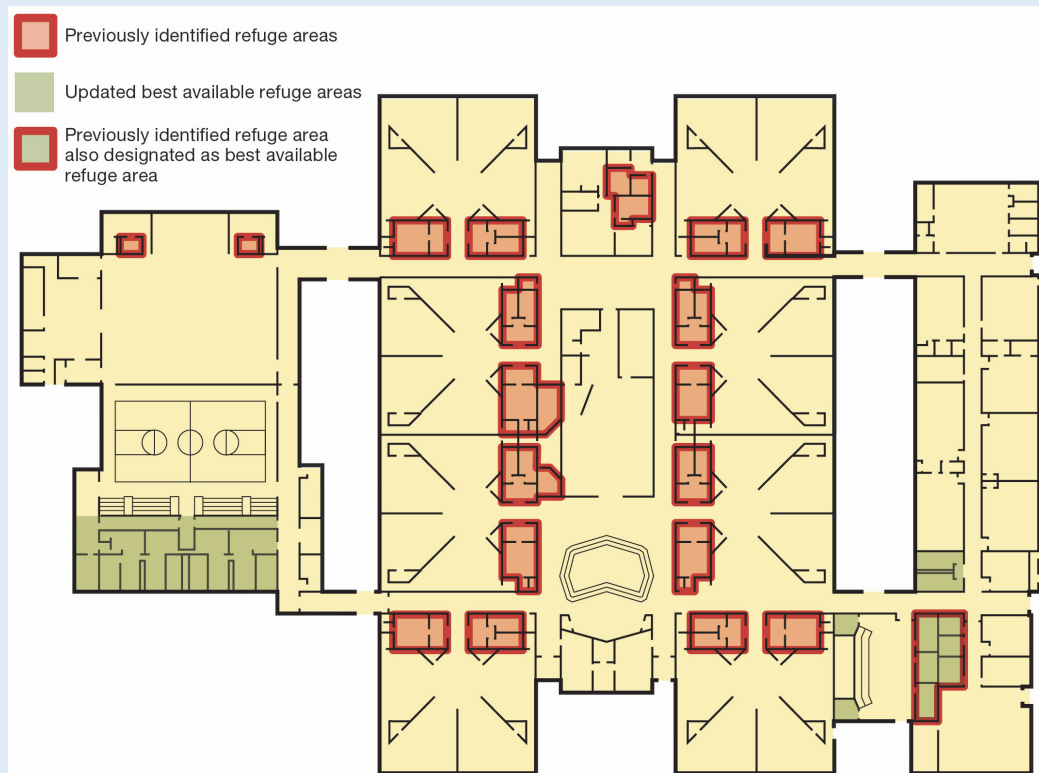 Previously identified refuge areas
Updated best available refuge areas
Previously identified refuge area
also designated as best available
refuge area